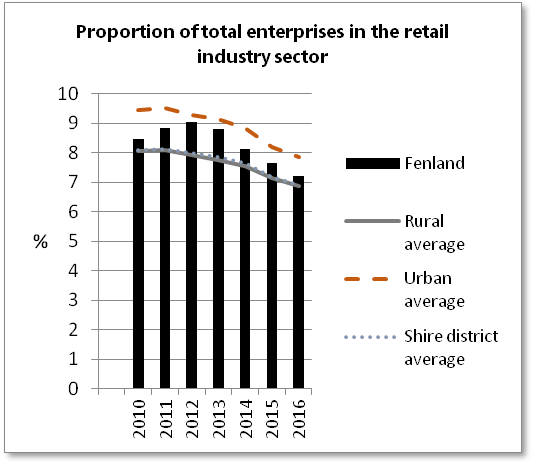 Proportion of total enterprises in the retail
industry sector
10
9
8
7
6
5
4
3
2
1
0
%
2010
2011
2012
2013
2014
2015
2016
Fenland
Rural
average
Urban
average
Shire district
average